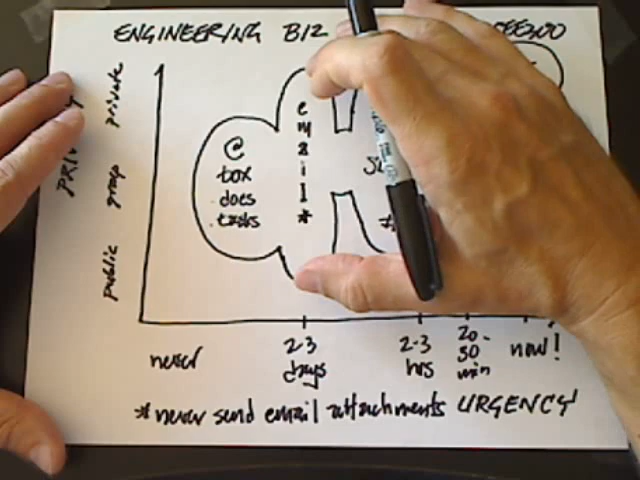 ENGINEERING BIZ
private
group
public
@
box
does
tasks
email*
never
2-3
days
2-3
hrs
20-
30
min
now!
*never send email attachments URGENCY